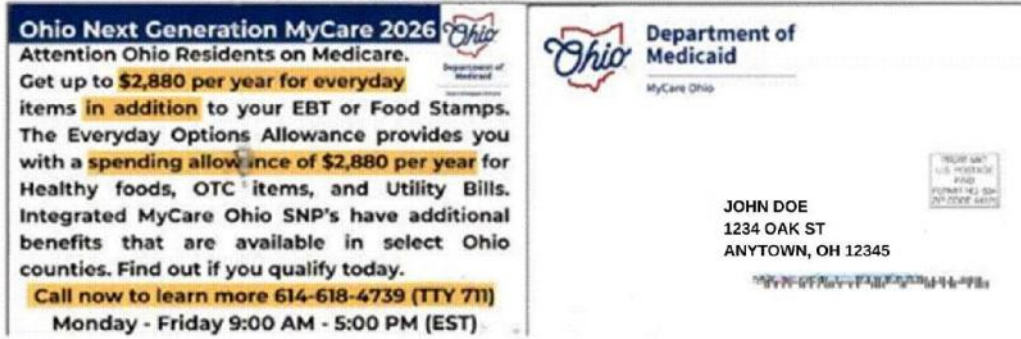 Ohio Next Generation MyCare 2026
Ohio
Department of
Medicaid
Attention Ohio Residents on Medicare.
Get up to $2,880 per year for everyday
items in addition to your EBT or Food Stamps.
The Everyday Options Allowance provides you
with a spending allowance of $2,880 per year for
Healthy foods, OTC items, and Utility Bills.
Integrated MyCare Ohio SNP's have additional
benefits that are available in select Ohio
counties. Find out if you qualify today.
Call now to learn more 614-618-4739 (TTY 711)
Monday - Friday 9:00 AM - 5:00 PM (EST)
Ohio
Department of
Medicaid
MyCare Ohio
U.S. POSTAGE
PAID
JOHN DOE
1234 OAK ST
ANYTOWN, OH 12345